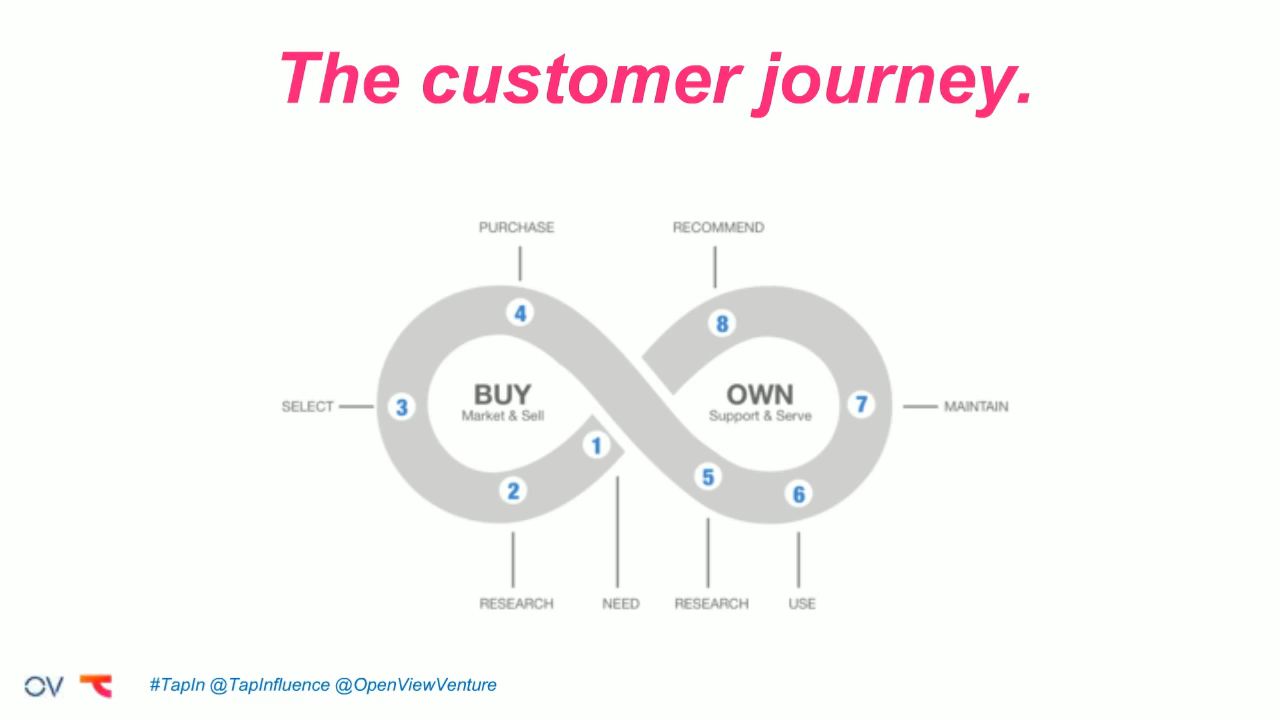 The customer journey.
PURCHASE
RECOMMEND
4
8
BUY
Market & Sell
OWN
Support & Serve
SELECT
3
7
MAINTAIN
1
2
5
6
RESEARCH
NEED
RESEARCH
USE
OV
#TapIn @TapInfluence @OpenViewVenture